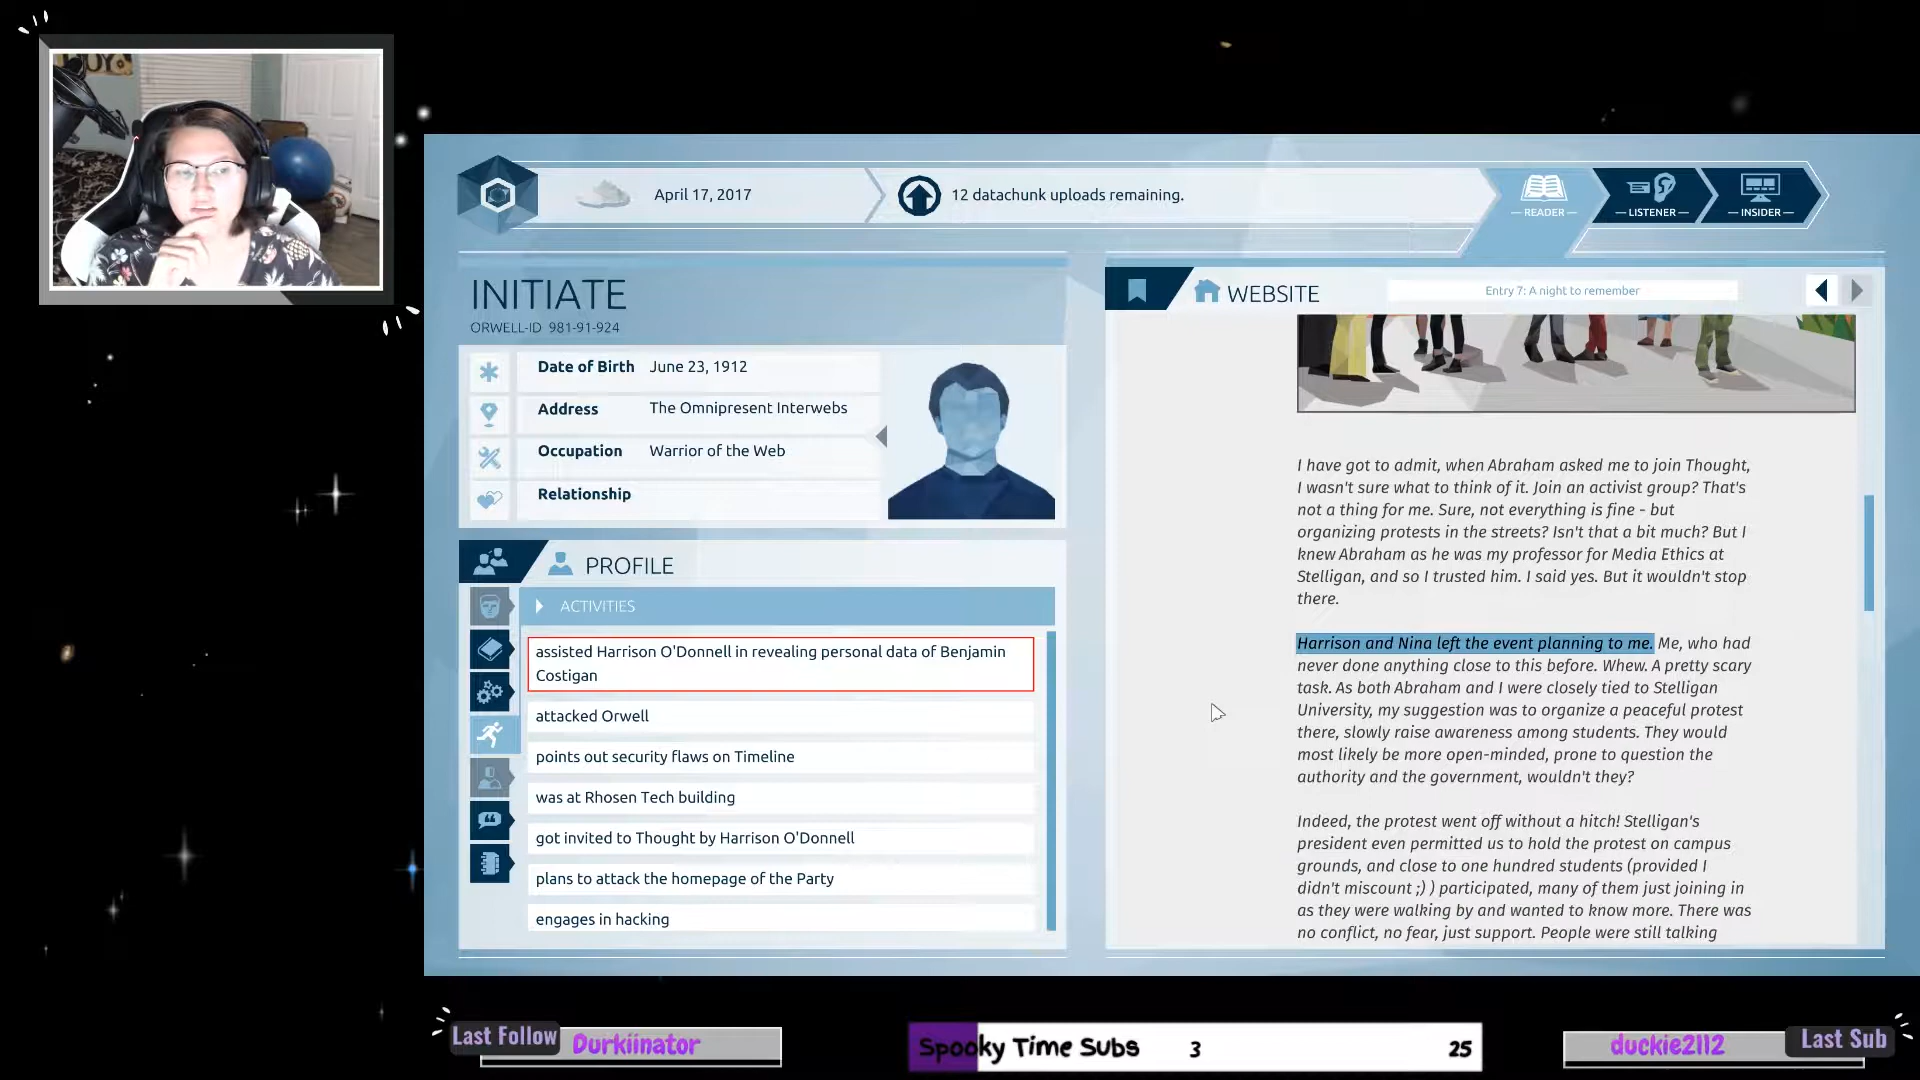 April 17, 2017
12 datachunk uploads remaining.
READER
LISTENER
INSIDER
INITIATE
ORWELL-ID 981-91-924
Date of Birth June 23, 1912
Address The Omnipresent Interwebs
Occupation Warrior of the Web
Relationship
PROFILE
ACTIVITIES
assisted Harrison O'Donnell in revealing personal data of Benjamin
Costigan
attacked Orwell
points out security flaws on Timeline
was at Rhosen Tech building
got invited to Thought by Harrison O'Donnell
plans to attack the homepage of the Party
engages in hacking
WEBSITE
Entry 7: A night to remember
I have got to admit, when Abraham asked me to join Thought,
I wasn't sure what to think of it. Join an activist group? That's
not a thing for me. Sure, not everything is fine - but
organizing protests in the streets? Isn't that a bit much? But I
knew Abraham as he was my professor for Media Ethics at
Stelligan, and so I trusted him. I said yes. But it wouldn't stop
there.
Harrison and Nina left the event planning to me. Me, who had
never done anything close to this before. Whew. A pretty scary
task. As both Abraham and I were closely tied to Stelligan
University, my suggestion was to organize a peaceful protest
there, slowly raise awareness among students. They would
most likely be more open-minded, prone to question the
authority and the government, wouldn't they?
Indeed, the protest went off without a hitch! Stelligan's
president even permitted us to hold the protest on campus
grounds, and close to one hundred students (provided I
didn't miscount ;) ) participated, many of them just joining in
as they were walking by and wanted to know more. There was
no conflict, no fear, just support. People were still talking
Last Follow Durkiinator
Spooky Time Subs 3 25
duckie2112 Last Sub